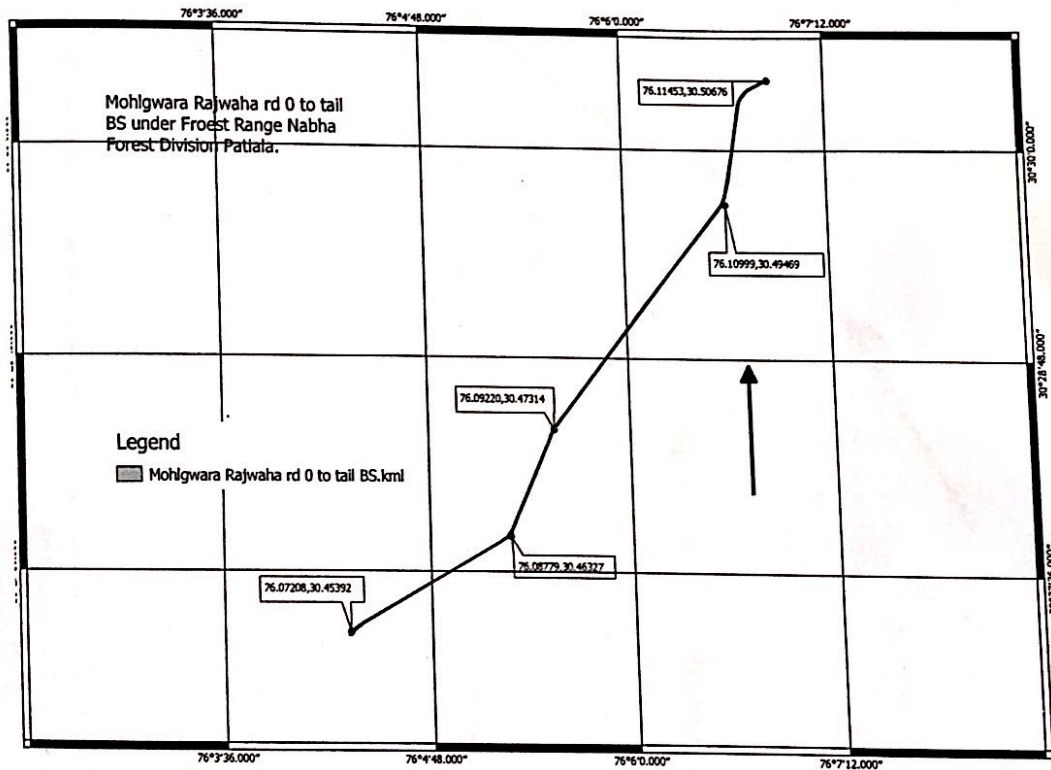 76°3'36.000" 76°4'48.000" 76°6'0.000" 76°7'12.000"
Mohlgwara Rajwaha rd 0 to tail
BS under Froest Range Nabha
Forest Division Patiala.
76.11453,30.50676
30°30'0.000"
76.10999,30.49469
30°28'48.000"
76.09220,30.47314
Legend
Mohlgwara Rajwaha rd 0 to tail BS.kml
76.08779,30.46327
76.07208,30.45392
76°3'36.000" 76°4'48.000" 76°6'0.000" 76°7'12.000"